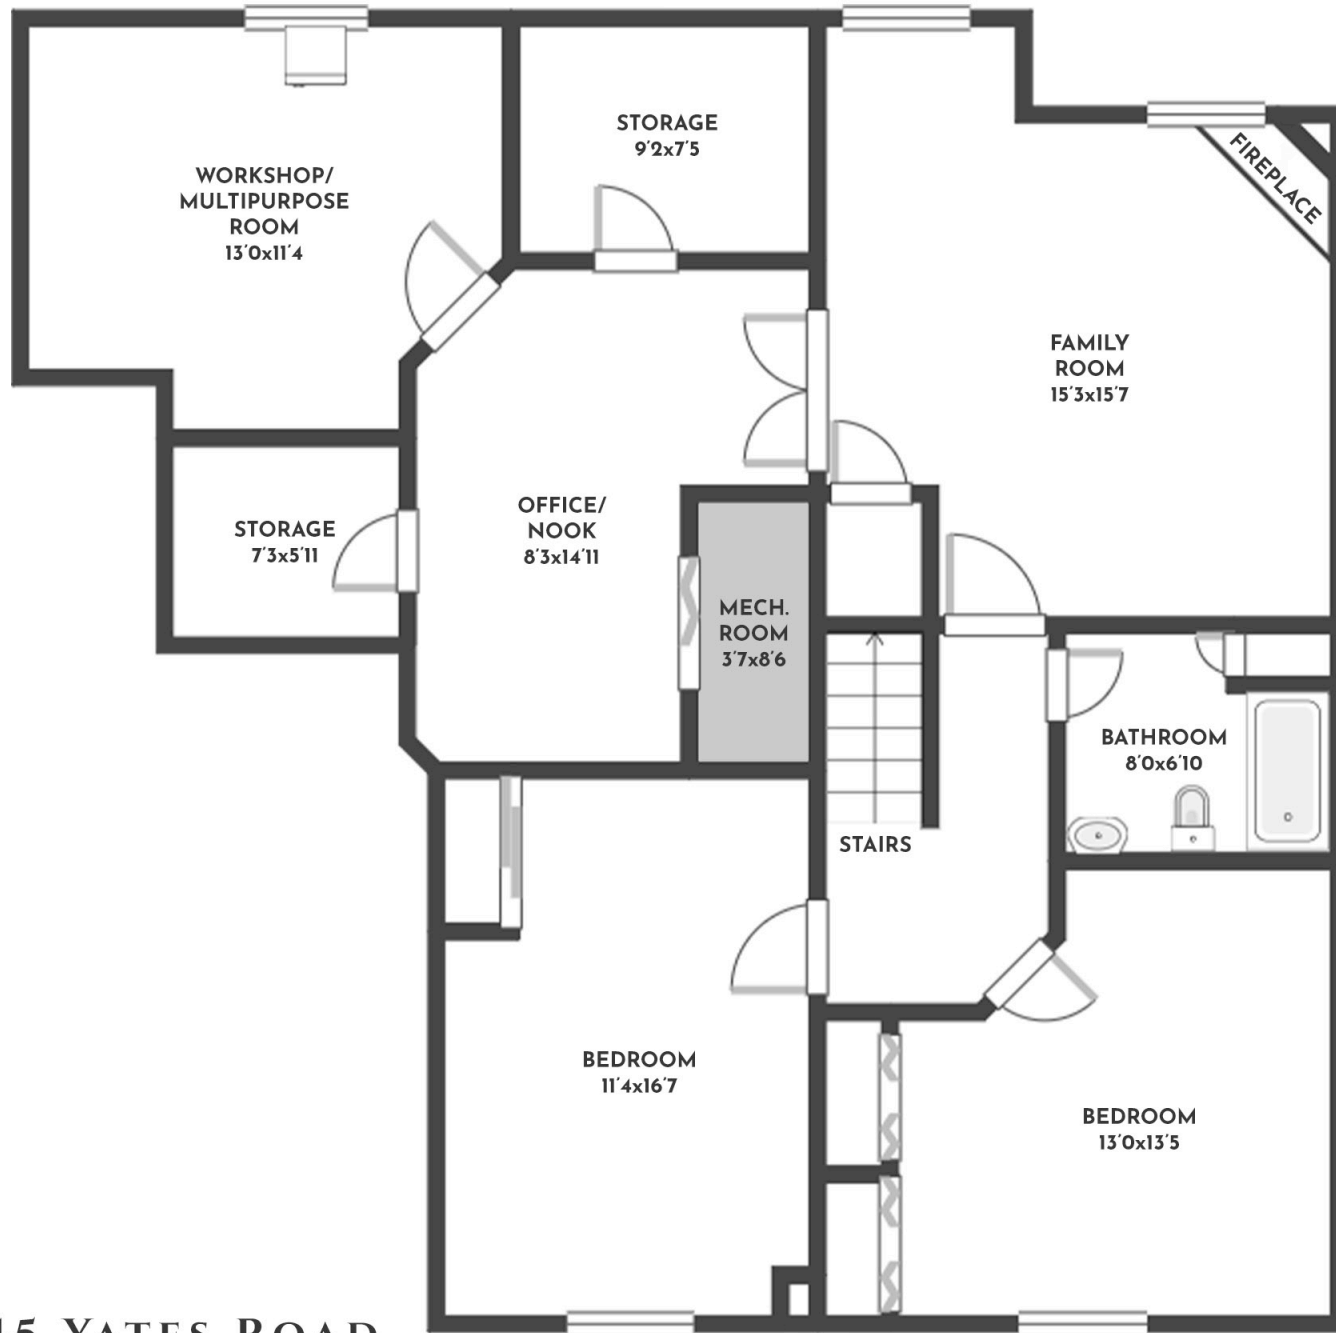 STORAGE
9'2x7'5
WORKSHOP/
MULTIPURPOSE
ROOM
13'0x11'4
FIREPLACE
FAMILY
ROOM
15'3x15'7
OFFICE/
NOOK
8'3x14'11
STORAGE
7'3x5'11
MECH.
ROOM
3'7x8'6
BATHROOM
8'0x6'10
STAIRS
BEDROOM
11'4x16'7
BEDROOM
13'0x13'5
YATES ROAD